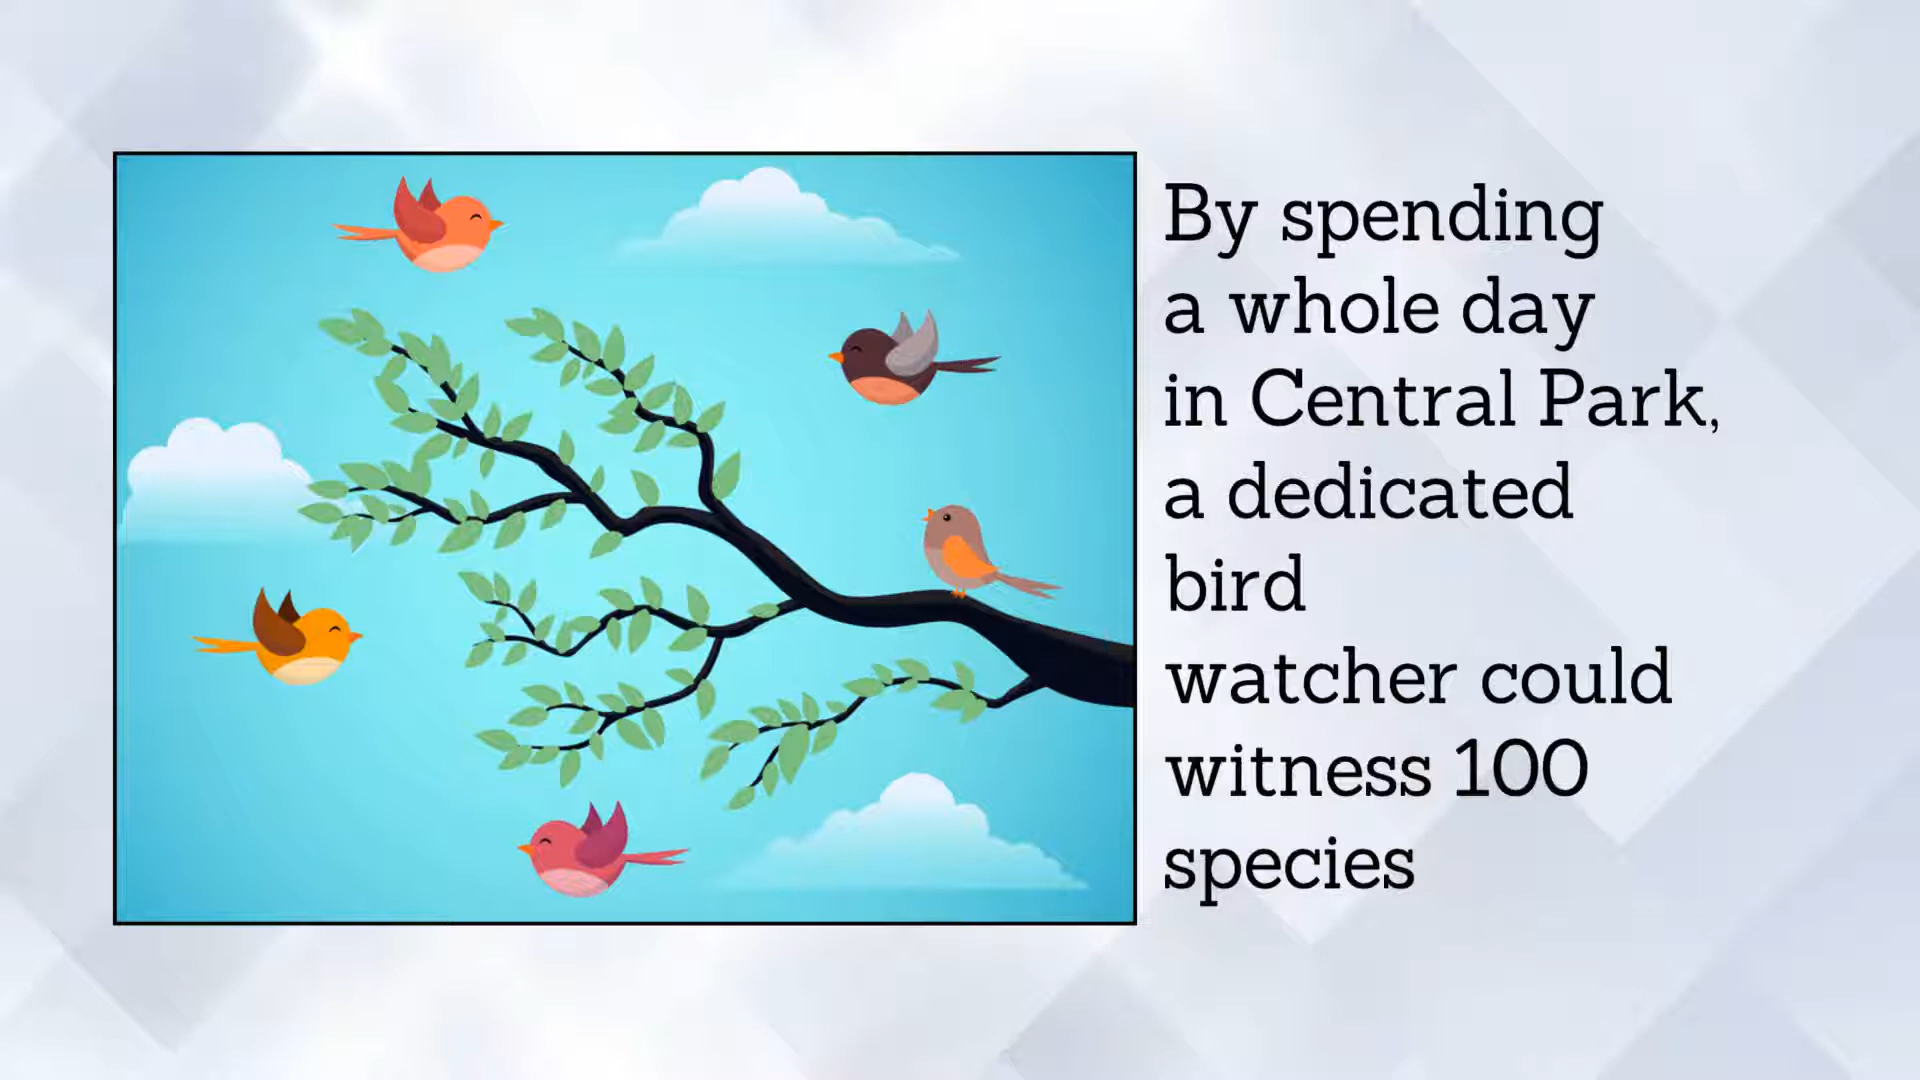 By spending
a whole day
in Central Park,
a dedicated
bird
watcher could
witness 100
species